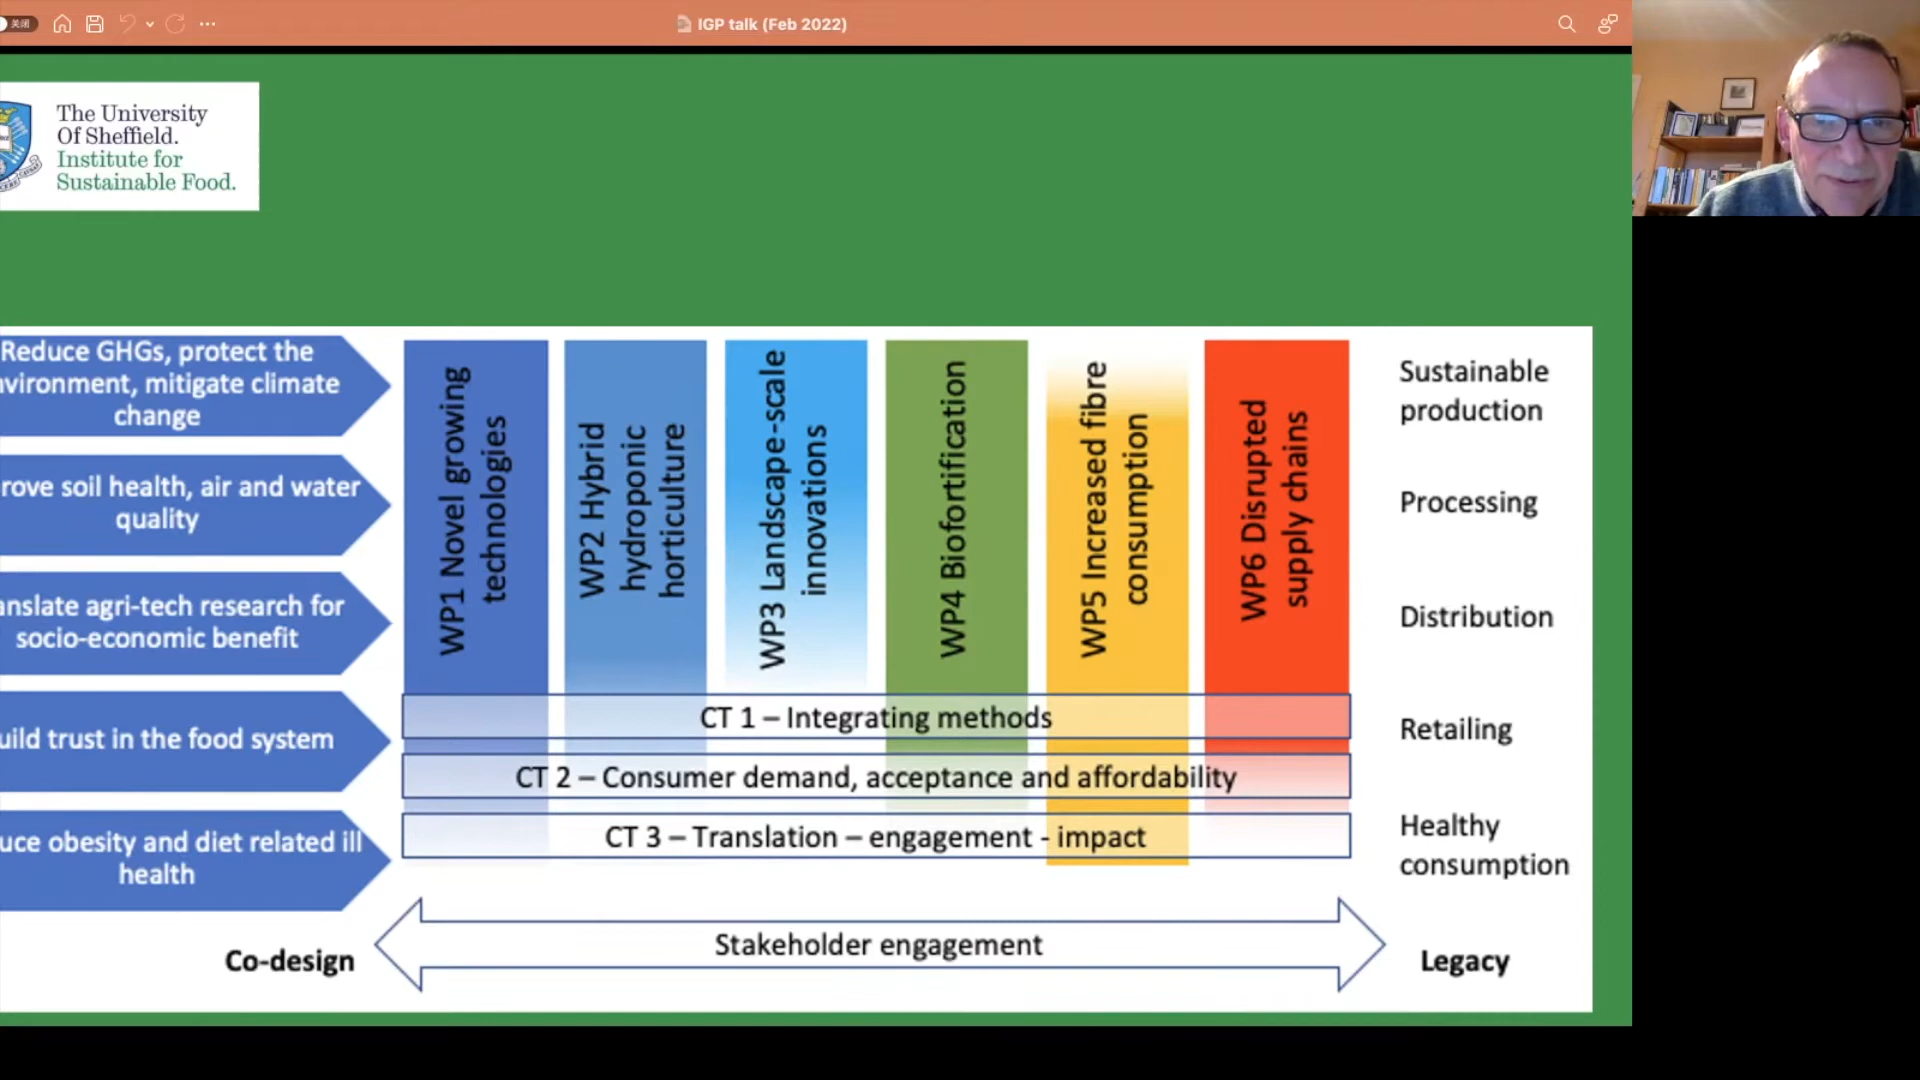 关闭
IGP talk (Feb 2022)
The University
Of Sheffield.
Institute for
Sustainable Food.
Reduce GHGs, protect the
nvironment, mitigate climate
change
rove soil health, air and water
quality
anslate agri-tech research for
socio-economic benefit
uild trust in the food system
uce obesity and diet related ill
health
WP1 Novel growing
technologies
WP2 Hybrid
hydroponic
horticulture
WP3 Landscape-scale
innovations
WP4 Biofortification
WP5 Increased fibre
consumption
WP6 Disrupted
supply chains
CT 1 – Integrating methods
CT 2 – Consumer demand, acceptance and affordability
CT 3 – Translation – engagement - impact
Sustainable
production
Processing
Distribution
Retailing
Healthy
consumption
Co-design
Stakeholder engagement
Legacy